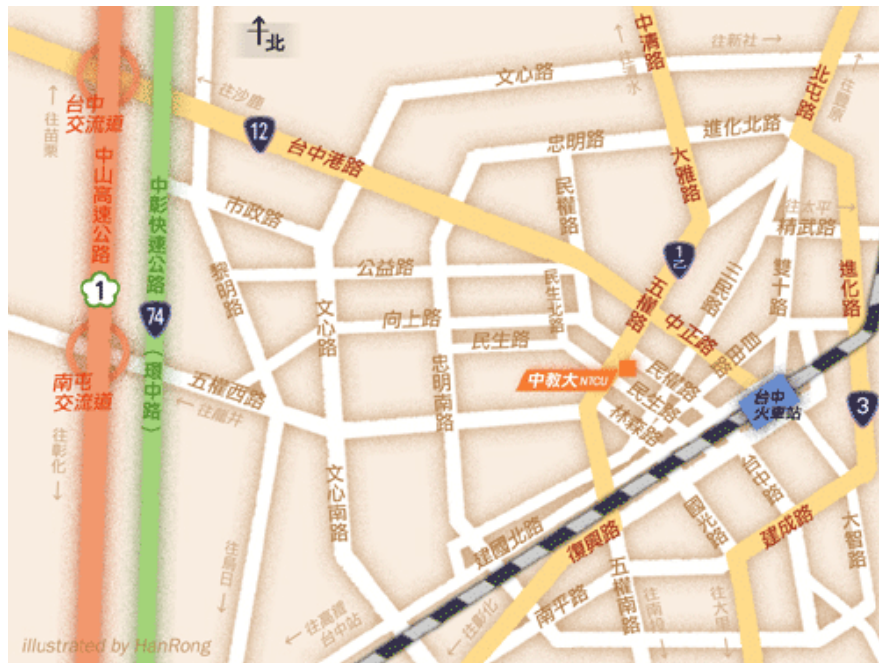 北
往新社 →
中清路
文心路
北屯路
往清水 →
往豐原 →
← 往沙鹿
台中
交流道
往苗栗 →
12
台中港路
忠明路
進化北路
大雅路
中山高速公路
中彰快速公路
市政路
民權路
往太平 →
精武路
1
乙
黎明路
公益路
民生北路
五權路
三民路
雙十路
進化路
1
74
（環中路）
文心路
向上路
民生路
中正路
自由路
南屯
交流道
五權西路
← 往龍井
忠明南路
中教大 NTCU
民權路
民生路
林森路
台中
火車站
3
往彰化 →
文心南路
台中路
國光路
建成路
大智路
建國北路
復興路
五權南路
往烏日 →
← 往高鐵
台中站
← 往彰化
南平路
往南投 →
往大里 →
illustrated by HanRong